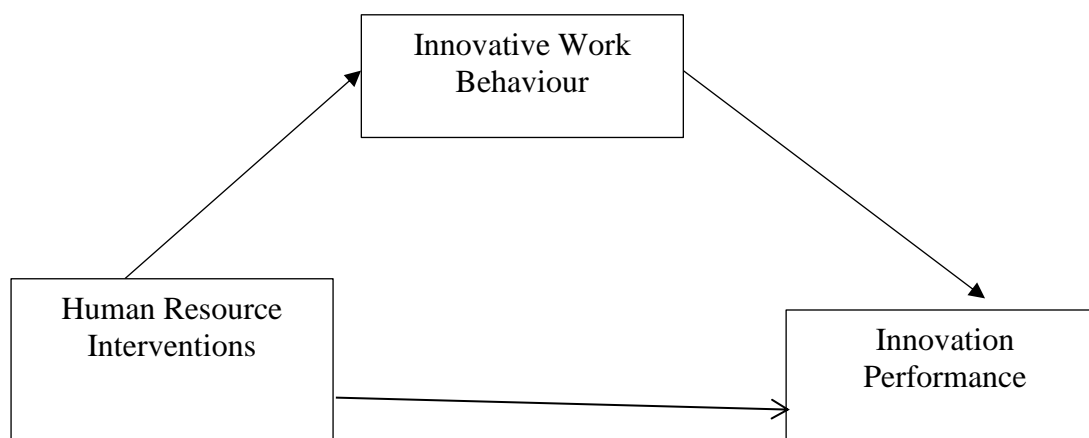 Innovative Work
Behaviour
Human Resource
Interventions
Innovation
Performance